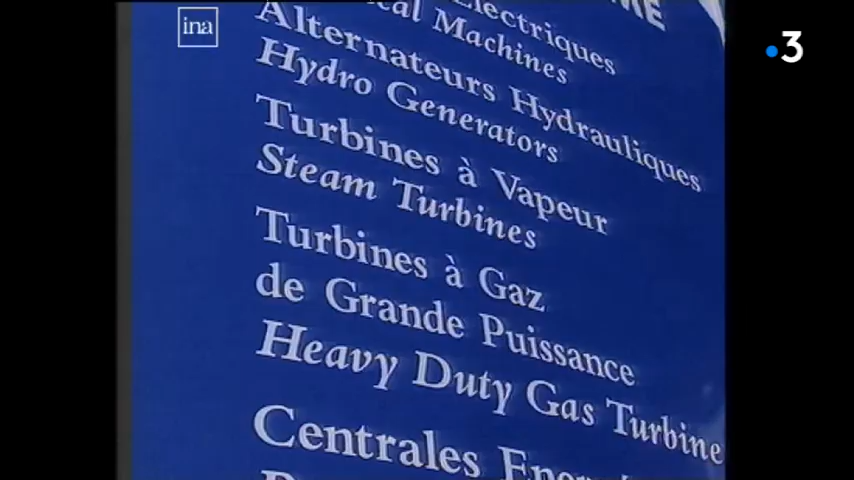 ina
3
Electriques
Machines
Alternateurs Hydrauliques
Hydro Generators
Turbines à Vapeur
Steam Turbines
Turbines à Gaz
de Grande Puissance
Heavy Duty Gas Turbine
Centrales